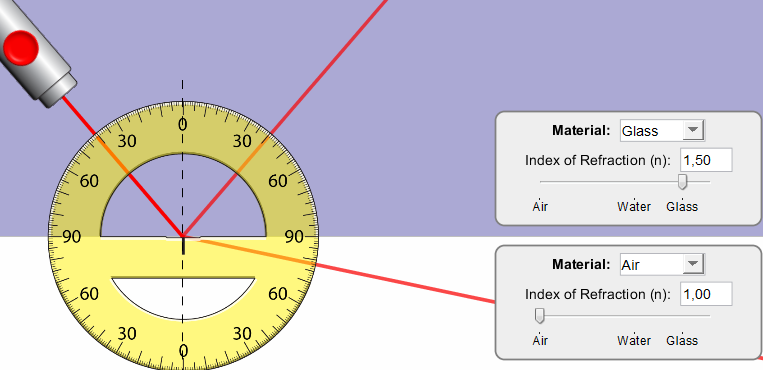 0
30 30
60 60
90 90
60 60
30 30
0
Material: Glass
Index of Refraction (n): 1,50
Air Water Glass
Material: Air
Index of Refraction (n): 1,00
Air Water Glass